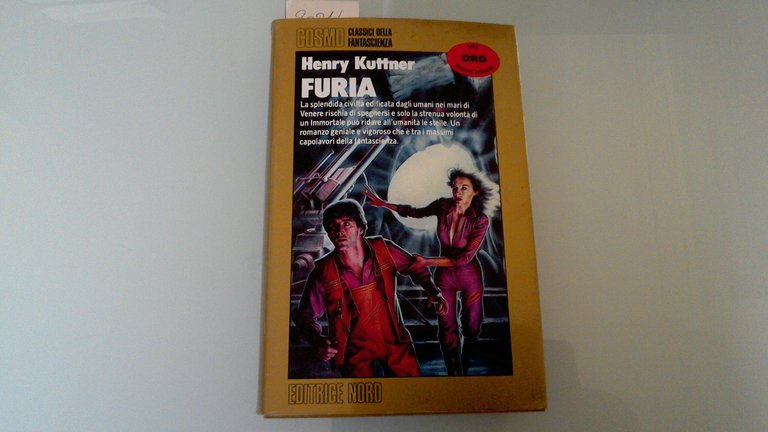 COSMO CLASSICI DELLA
FANTASCIENZA
ORO
Henry Kuttner
FURIA
La splendida civiltà edificata dagli umani nei mari di
Venere rischia di spegnersi e solo la strenua volontà di
un Immortale può ridare all'umanità le stelle. Un
romanzo geniale e vigoroso che è tra i massimi
capolavori della fantascienza.
EDITRICE NORD